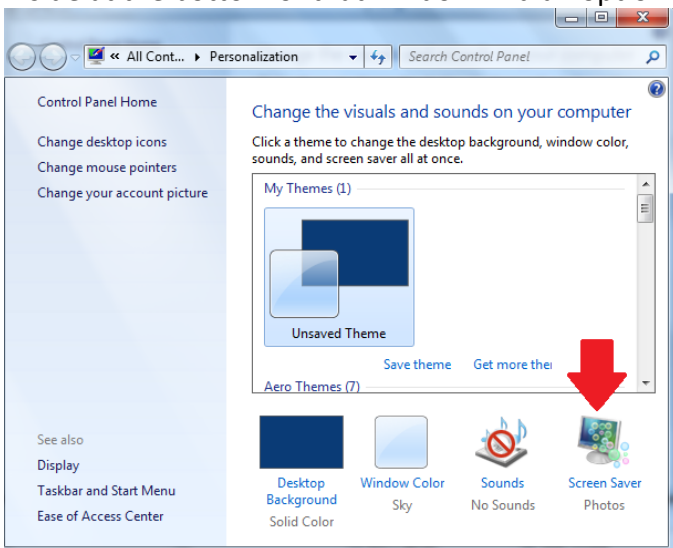 « All Cont... ▸ Personalization
Search Control Panel
Control Panel Home
Change desktop icons
Change mouse pointers
Change your account picture
See also
Display
Taskbar and Start Menu
Ease of Access Center
Change the visuals and sounds on your computer
Click a theme to change the desktop background, window color,
sounds, and screen saver all at once.
My Themes (1)
Unsaved Theme
Save theme Get more
Aero Themes (7)
Desktop
Background
Solid Color
Window Color
Sky
Sounds
No Sounds
Screen Saver
Photos